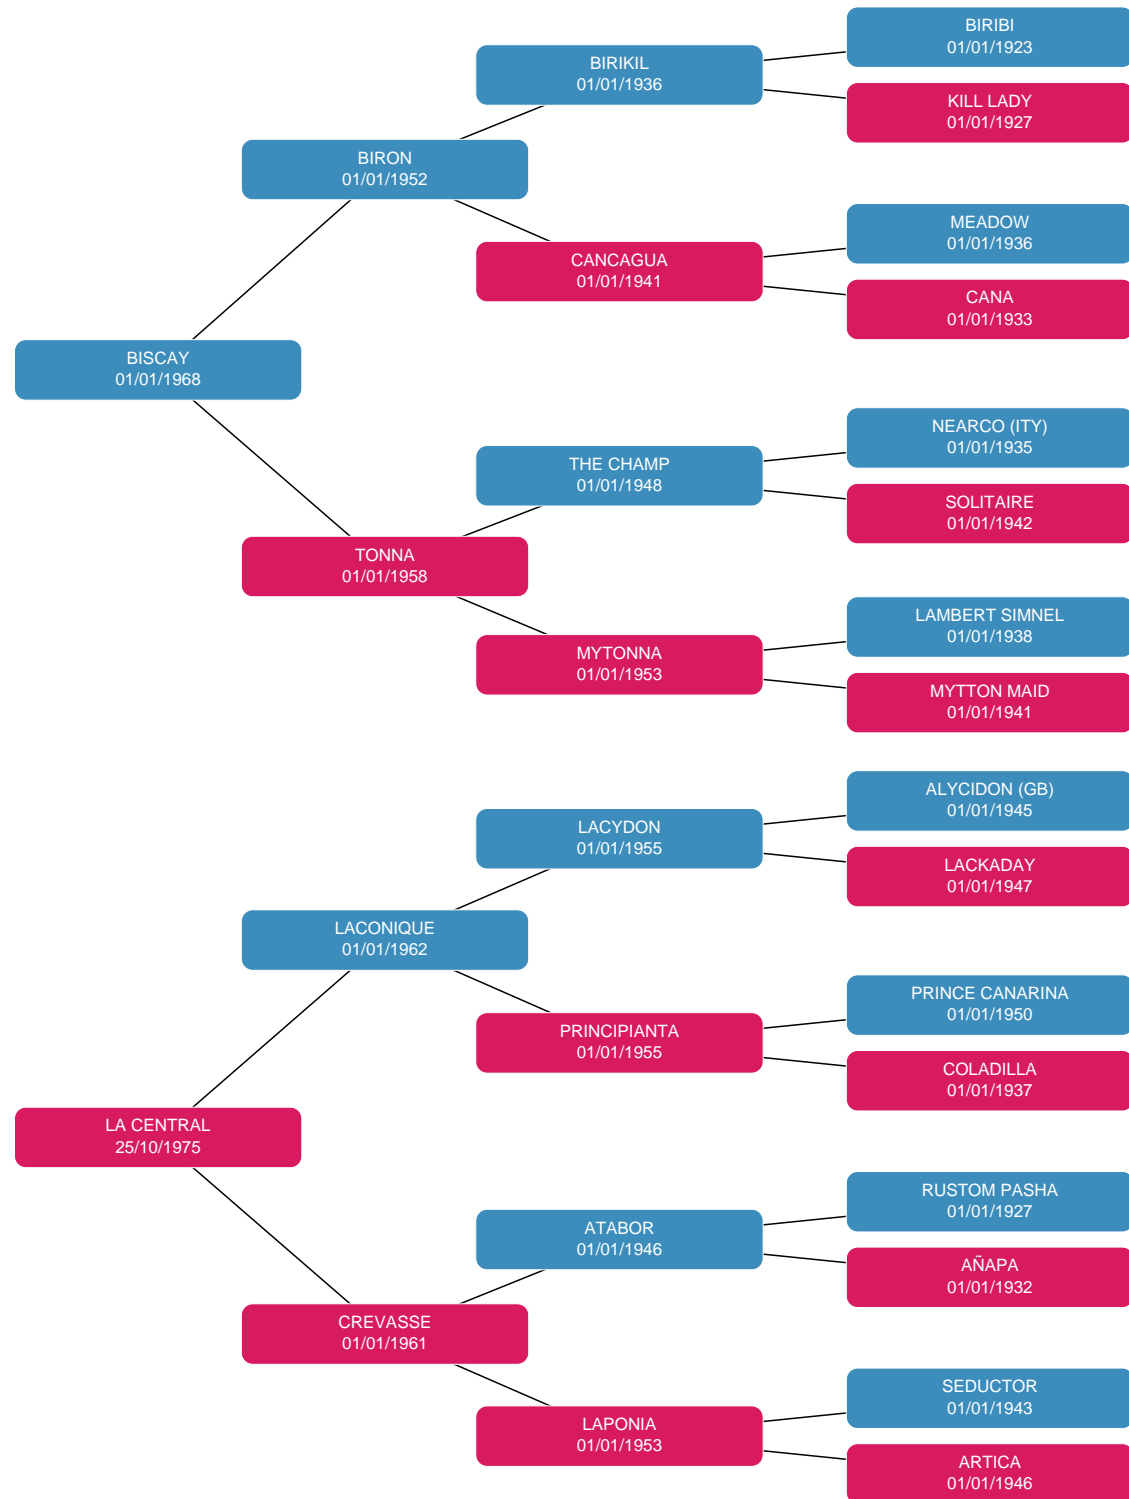 BIRIBI
01/01/1923
BIRIKIL
01/01/1936
KILL LADY
01/01/1927
BIRON
01/01/1952
MEADOW
01/01/1936
CANCAGUA
01/01/1941
CANA
01/01/1933
BISCAY
01/01/1968
NEARCO (ITY)
01/01/1935
THE CHAMP
01/01/1948
SOLITAIRE
01/01/1942
TONNA
01/01/1958
LAMBERT SIMNEL
01/01/1938
MYTONNA
01/01/1953
MYTTON MAID
01/01/1941
ALYCIDON (GB)
01/01/1945
LACYDON
01/01/1955
LACKADAY
01/01/1947
LACONIQUE
01/01/1962
PRINCE CANARINA
01/01/1950
PRINCIPIANTA
01/01/1955
COLADILLA
01/01/1937
LA CENTRAL
25/10/1975
RUSTOM PASHA
01/01/1927
ATABOR
01/01/1946
AÑAPA
01/01/1932
CREVASSE
01/01/1961
SEDUCTOR
01/01/1943
LAPONIA
01/01/1953
ARTICA
01/01/1946